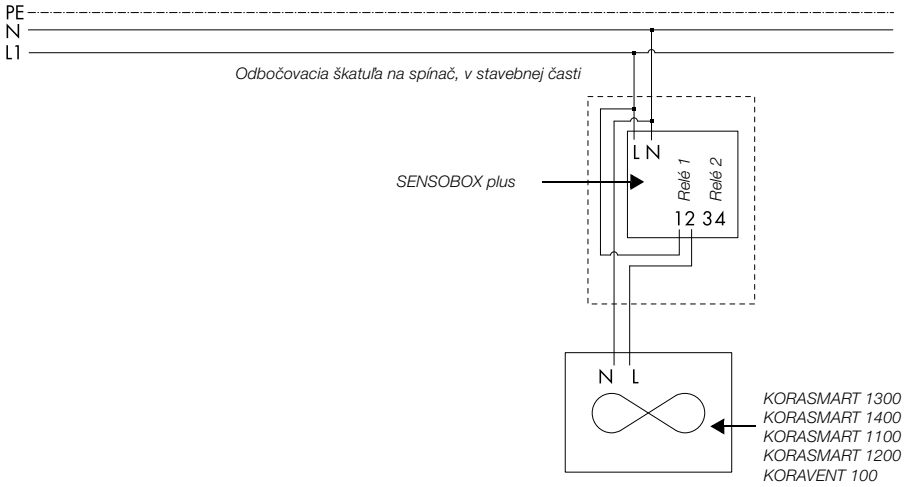 PE
N
L1
Odbočovacia škatuľa na spínač, v stavebnej časti
L N
Relé 1
Relé 2
SENSOBOX plus
1 2 3 4
N L
KORASMART 1300
KORASMART 1400
KORASMART 1100
KORASMART 1200
KORAVENT 100